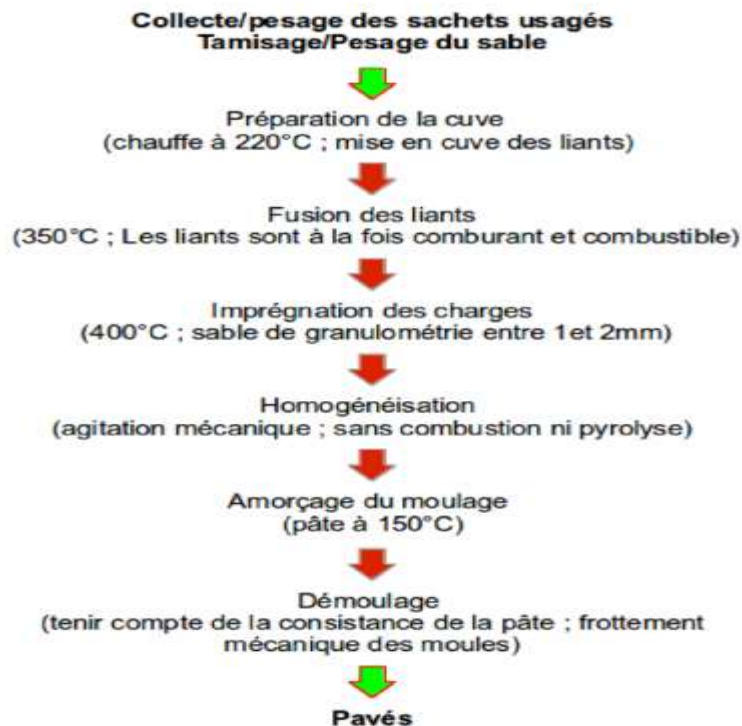 Collecte/pesage des sachets usagés
Tamisage/Pesage du sable
Préparation de la cuve
(chauffe à 220°C ; mise en cuve des liants)
Fusion des liants
(350°C ; Les liants sont à la fois comburant et combustible)
Imprégnation des charges
(400°C ; sable de granulométrie entre 1et 2mm)
Homogénéisation
(agitation mécanique ; sans combustion ni pyrolyse)
Amorçage du moulage
(pâte à 150°C)
Démoulage
(tenir compte de la consistance de la pâte ; frottement
mécanique des moules)
Pavés